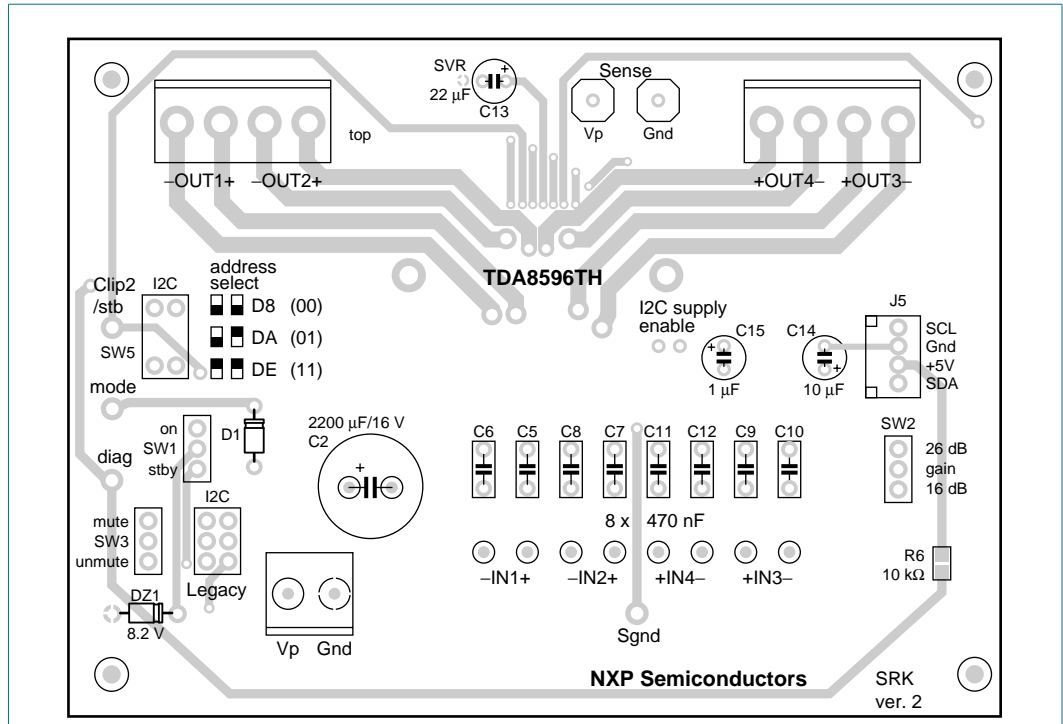 SVR
22 µF
C13
Sense
Vp
Gnd
top
–OUT1+
–OUT2+
+OUT4–
+OUT3–
TDA8596TH
Clip2
/stb
I2C
SW5
address
select
D8 (00)
DA (01)
DE (11)
mode
I2C supply
enable
C15
1 µF
C14
10 µF
J5
SCL
Gnd
+5V
SDA
on
SW1
stby
D1
2200 µF/16 V
C2
C6
C5
C8
C7
C11
C12
C9
C10
SW2
26 dB
gain
16 dB
diag
I2C
mute
SW3
unmute
Legacy
8 x 470 nF
–IN1+
–IN2+
+IN4–
+IN3–
R6
10 kΩ
DZ1
8.2 V
Vp
Gnd
Sgnd
NXP Semiconductors
SRK
ver. 2